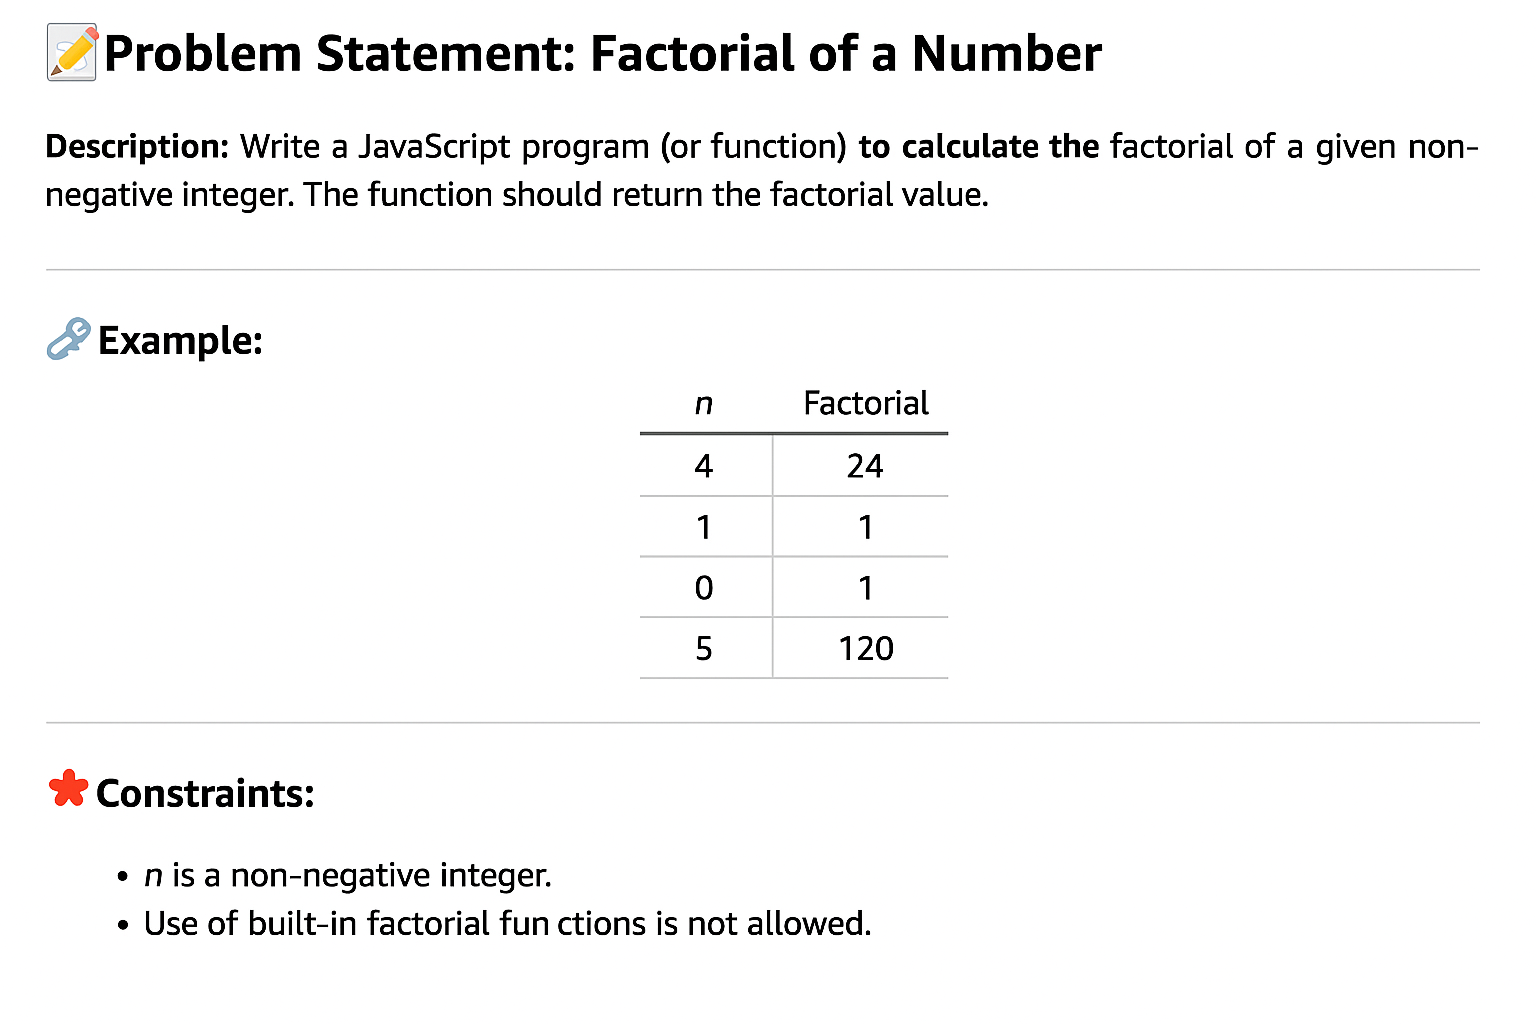 Problem Statement: Factorial of a Number
Description: Write a JavaScript program (or function) to calculate the factorial of a given non-
negative integer. The function should return the factorial value.
Example:
n Factorial
4 24
1 1
0 1
5 120
Constraints:
• n is a non-negative integer.
• Use of built-in factorial fun ctions is not allowed.